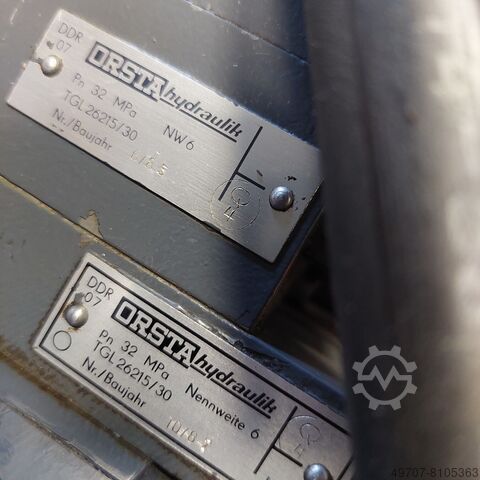 DDR
07
ORSTA hydraulik
Pn 32 MPa NW 6
TGL 26215/30
Nr./Baujahr
DDR
07
ORSTA hydraulik
Pn 32 MPa Nennweite 6
TGL 26215/30
Nr./Baujahr
49707-8105363